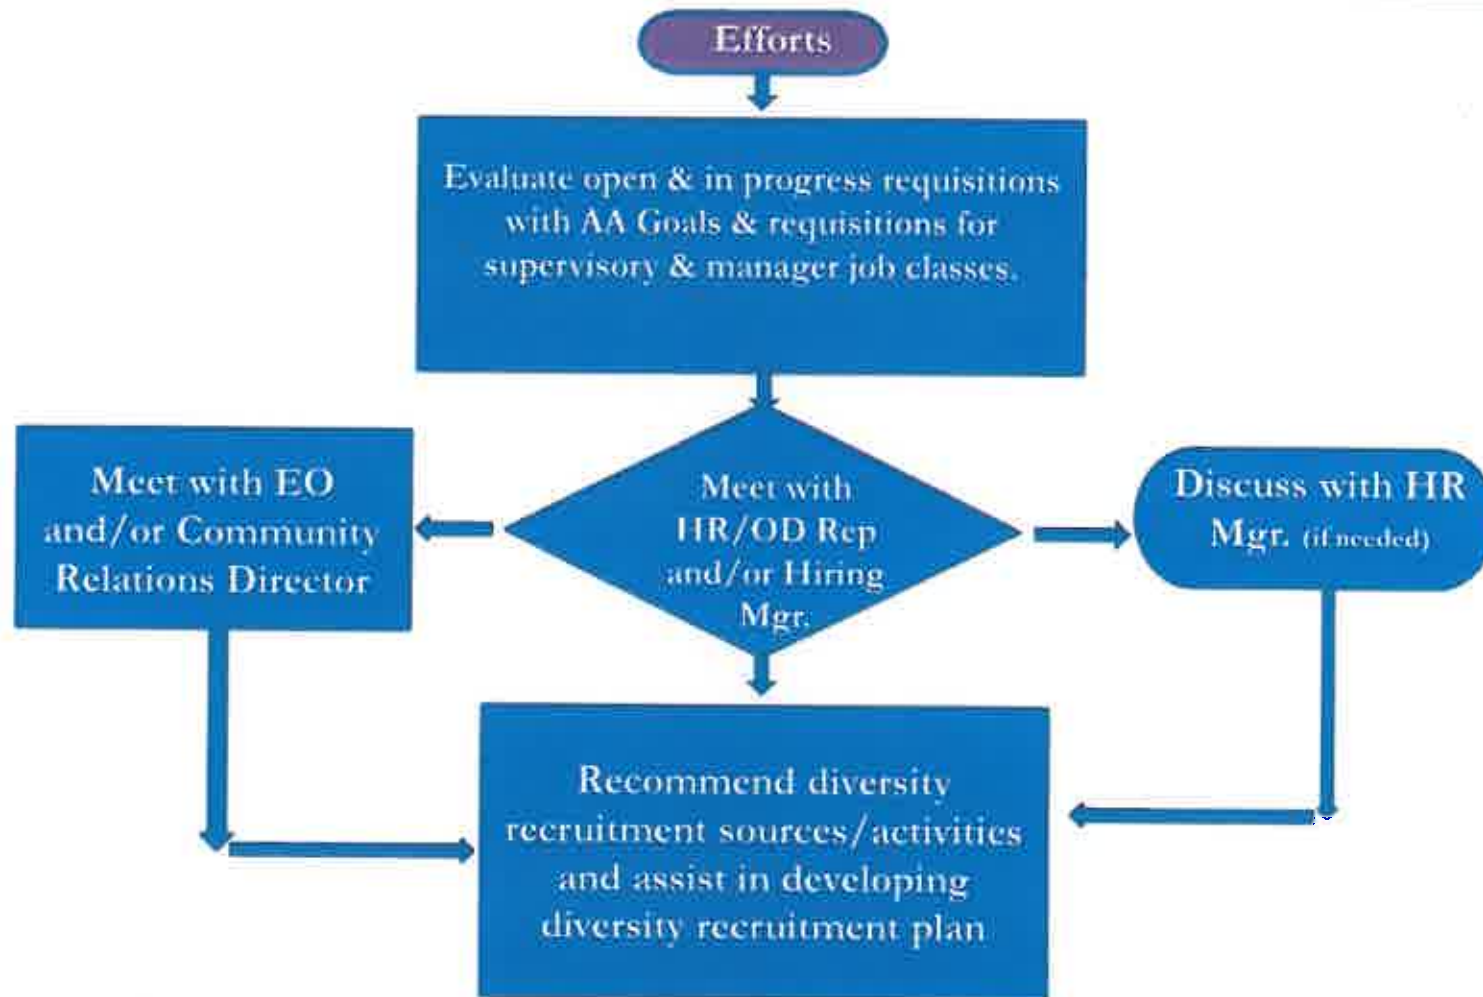 Efforts
Evaluate open & in progress requisitions
with AA Goals & requisitions for
supervisory & manager job classes.
Meet with EO
and/or Community
Relations Director
Meet with
HR/OD Rep
and/or Hiring
Mgr.
Discuss with HR
Mgr. (if needed)
Recommend diversity
recruitment sources/activities
and assist in developing
diversity recruitment plan